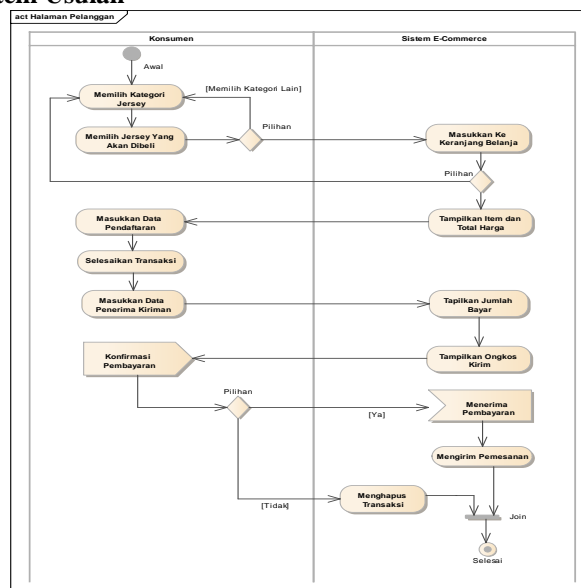 act Halaman Pelanggan
Konsumen
Sistem E-Commerce
Awal
[Memilih Kategori Lain]
Memilih Kategori
Jersey
Pilihan
Memilih Jersey Yang
Akan Dibeli
Masukkan Ke
Keranjang Belanja
Pilihan
Masukkan Data
Pendaftaran
Tampilkan Item dan
Total Harga
Selesaikan Transaksi
Masukkan Data
Penerima Kiriman
Tapilkan Jumlah
Bayar
Konfirmasi
Pembayaran
Tampilkan Ongkos
Kirim
Pilihan
[Ya]
Menerima
Pembayaran
Mengirim Pemesanan
[Tidak]
Menghapus
Transaksi
Join
Selesai